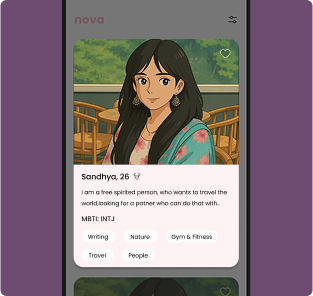 nova
Sandhya, 26
I am a free spirited person, who wants to travel the
world,looking for a patner who can do that with..
MBTI: INTJ
Writing
Nature
Gym & Fitness
Travel
People